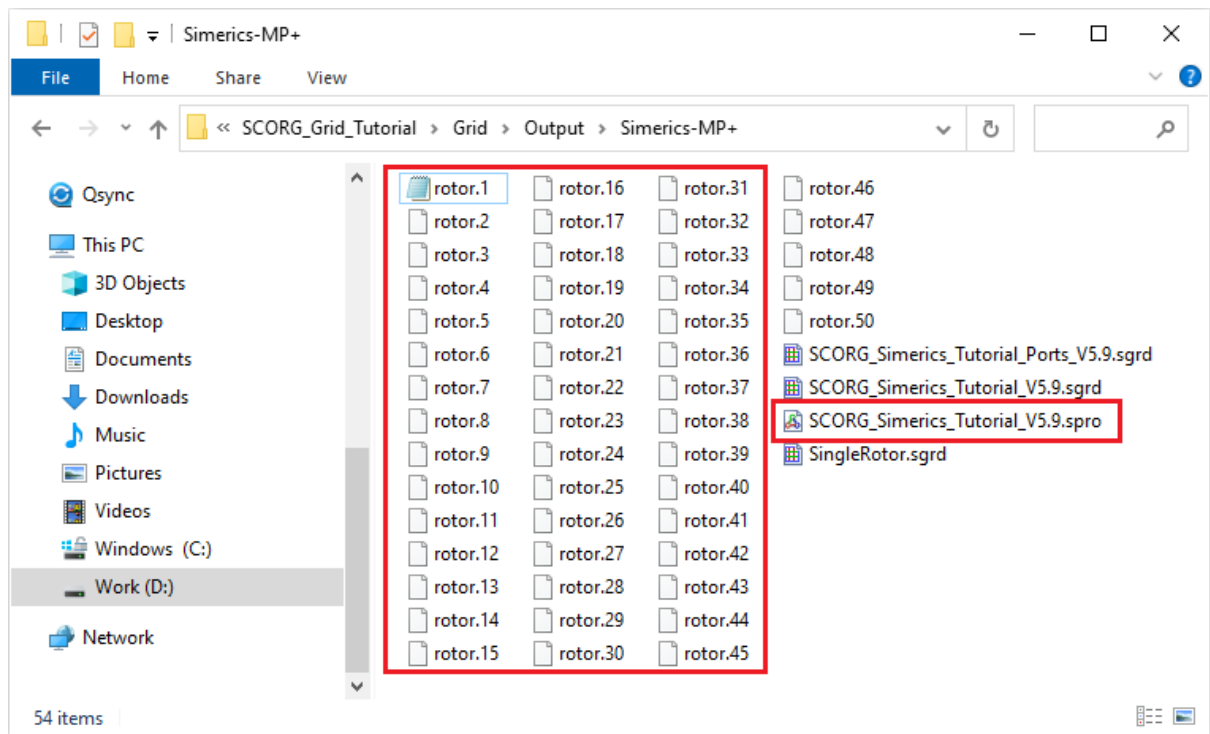 Simerics-MP+
File Home Share View
« SCORG_Grid_Tutorial > Grid > Output > Simerics-MP+
Qsync
This PC
3D Objects
Desktop
Documents
Downloads
Music
Pictures
Videos
Windows (C:)
Work (D:)
Network
rotor.1
rotor.2
rotor.3
rotor.4
rotor.5
rotor.6
rotor.7
rotor.8
rotor.9
rotor.10
rotor.11
rotor.12
rotor.13
rotor.14
rotor.15
rotor.16
rotor.17
rotor.18
rotor.19
rotor.20
rotor.21
rotor.22
rotor.23
rotor.24
rotor.25
rotor.26
rotor.27
rotor.28
rotor.29
rotor.30
rotor.31
rotor.32
rotor.33
rotor.34
rotor.35
rotor.36
rotor.37
rotor.38
rotor.39
rotor.40
rotor.41
rotor.42
rotor.43
rotor.44
rotor.45
rotor.46
rotor.47
rotor.48
rotor.49
rotor.50
SCORG_Simerics_Tutorial_Ports_V5.9.sgrd
SCORG_Simerics_Tutorial_V5.9.sgrd
SCORG_Simerics_Tutorial_V5.9.spro
SingleRotor.sgrd
54 items